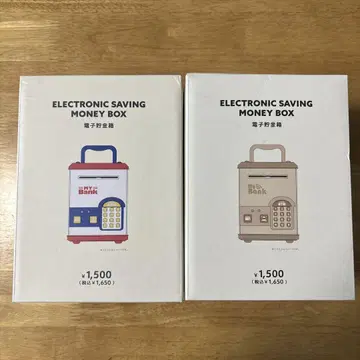 ELECTRONIC SAVING
MONEY BOX
電子貯金箱
MY
Bank
¥1,500
(税込¥1,650)
ELECTRONIC SAVING
MONEY BOX
電子貯金箱
MY
Bank
¥1,500
(税込¥1,650)